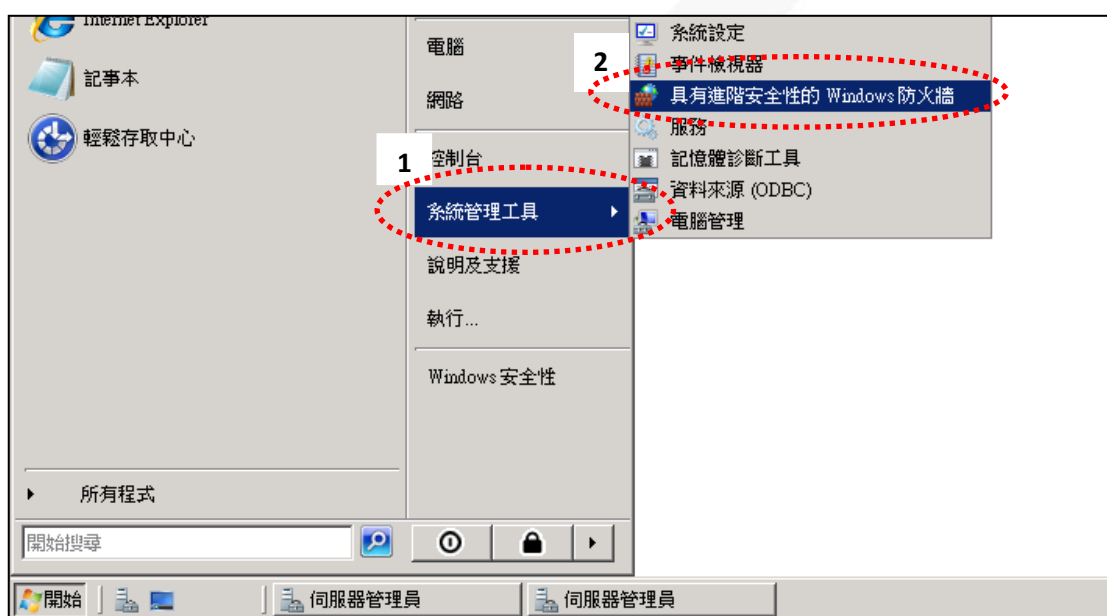 Internet Explorer
記事本
輕鬆存取中心
所有程式
開始搜尋
電腦
網路
1
控制台
系統管理工具
說明及支援
執行...
Windows 安全性
2
系統設定
事件檢視器
具有進階安全性的 Windows 防火牆
服務
記憶體診斷工具
資料來源 (ODBC)
電腦管理
開始
伺服器管理員
伺服器管理員